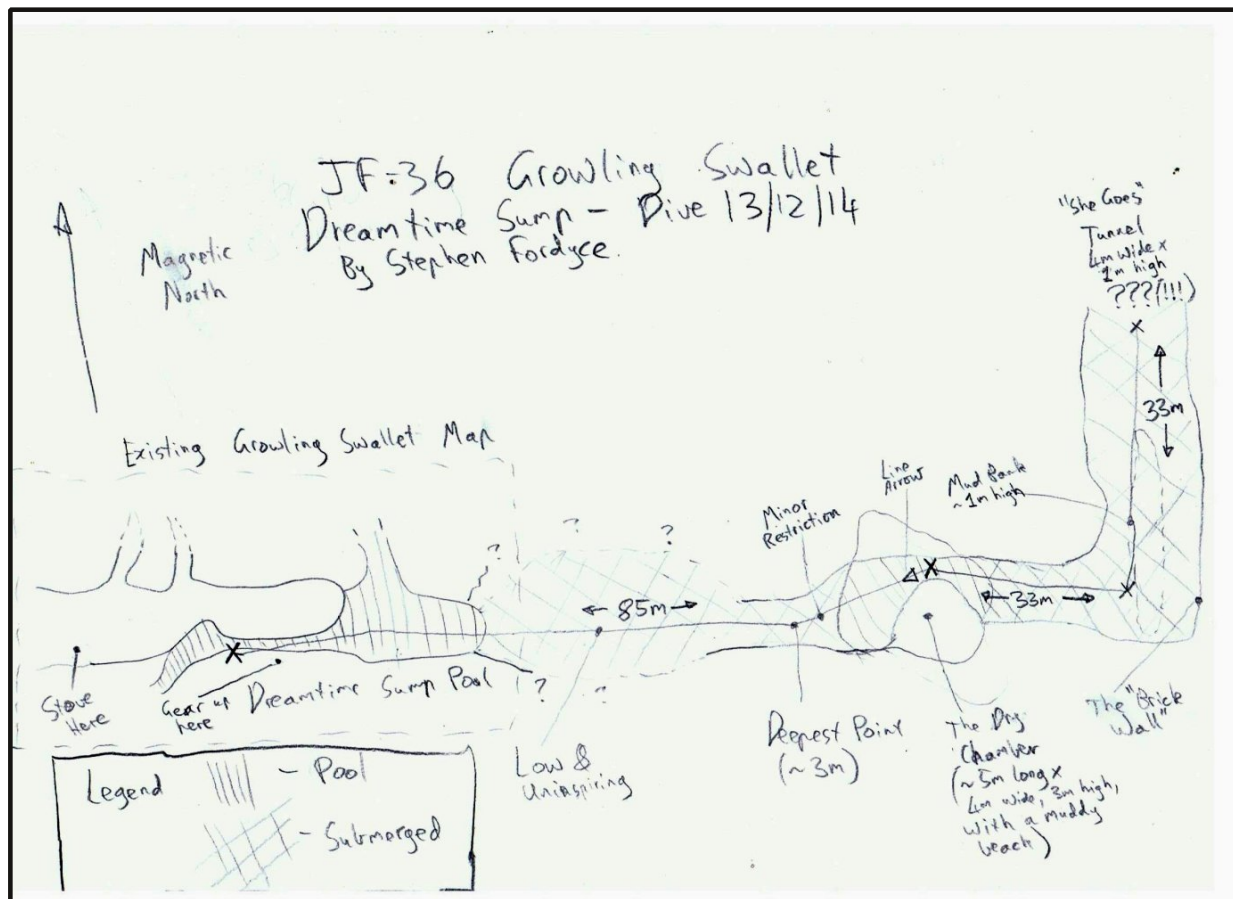 JF-36 Growling Swallet
Dreamtime Sump - Dive 13/12/14
By Stephen Fordyce.
Magnetic
North
"She Goes"
Tunnel
4m wide x
1m high
???(!!!)
33m
Existing Growling Swallet Map
Line
Arrow
Mud Bank
~1m high
Minor
Restriction
?
?
?
85m
33m
?
?
Stove
Here
Gear up
here
Dreamtime Sump Pool
Low &
Uninspiring
Deepest Point
(~3m)
The Dry
Chamber
(~5m long x
4m wide, 3m high,
with a muddy
beach)
The "Brick
Wall"
Legend
- Pool
- Submerged